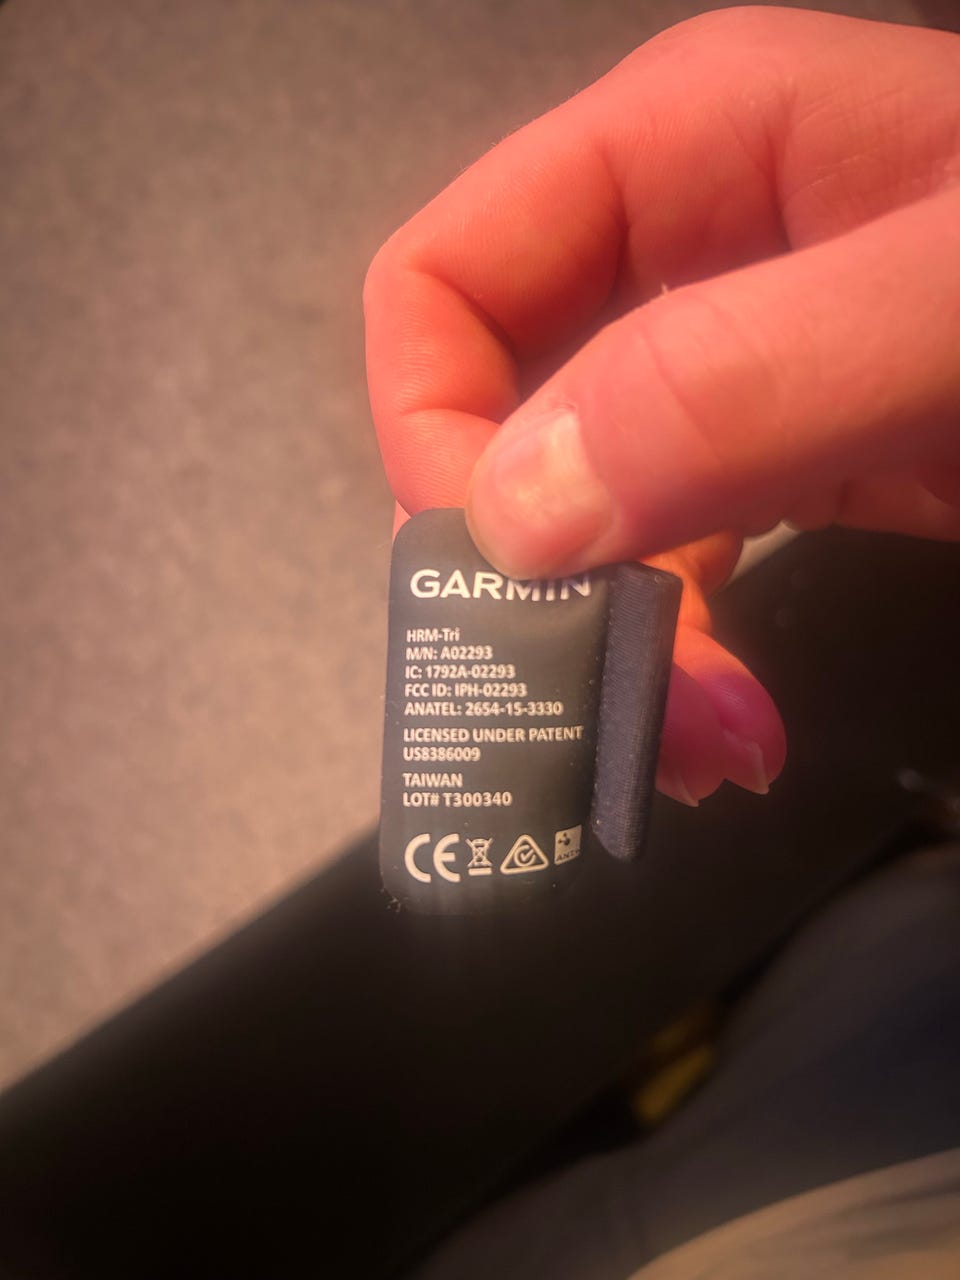 GARMIN
HRM-Tri
M/N: A02293
IC: 1792A-02293
FCC ID: IPH-02293
ANATEL: 2654-15-3330
LICENSED UNDER PATENT
US8386009
TAIWAN
LOT# T300340
CE
ANT+